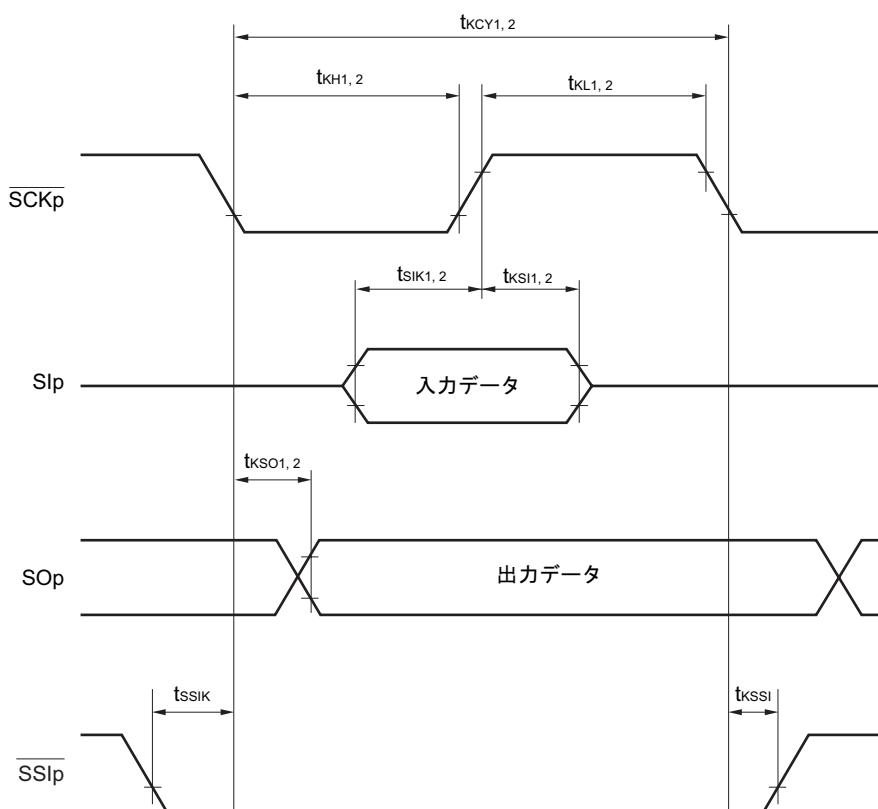 tKCY1, 2
tKH1, 2
tKL1, 2
SCKp
tSIK1, 2
tKSI1, 2
SIp
入力データ
tKSO1, 2
SOp
出力データ
tSSIK
tKSSI
SSIp